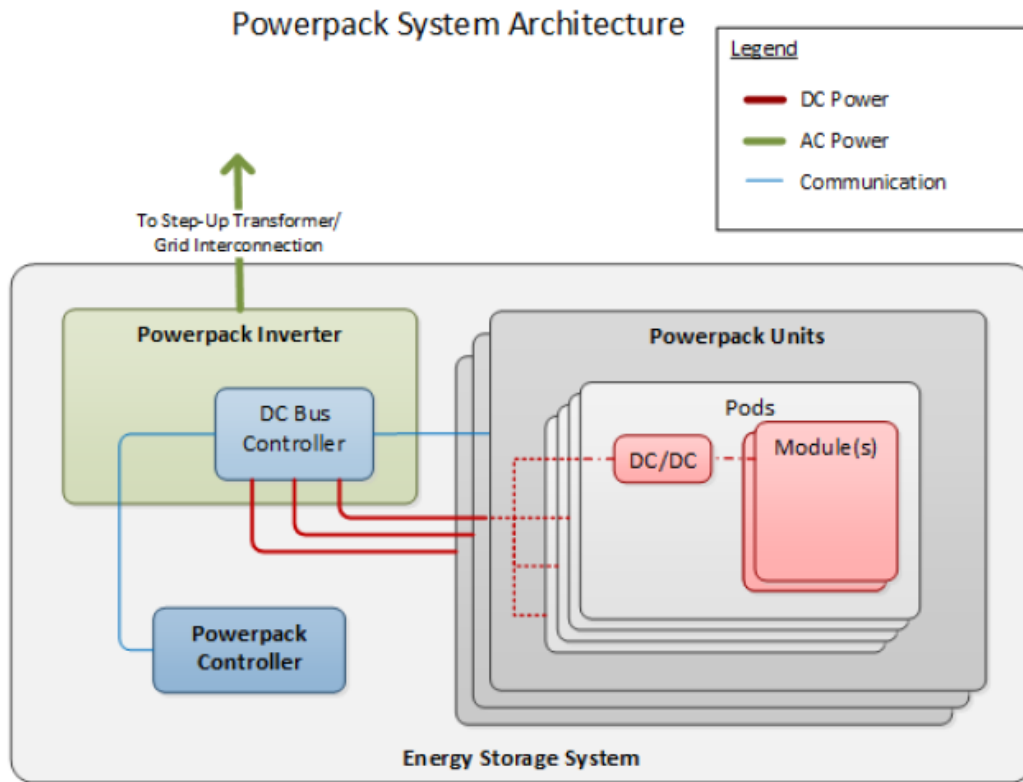 Powerpack System Architecture
Legend
DC Power
AC Power
Communication
To Step-Up Transformer/
Grid Interconnection
Powerpack Inverter
DC Bus
Controller
Powerpack Units
Pods
DC/DC
Module(s)
Powerpack
Controller
Energy Storage System